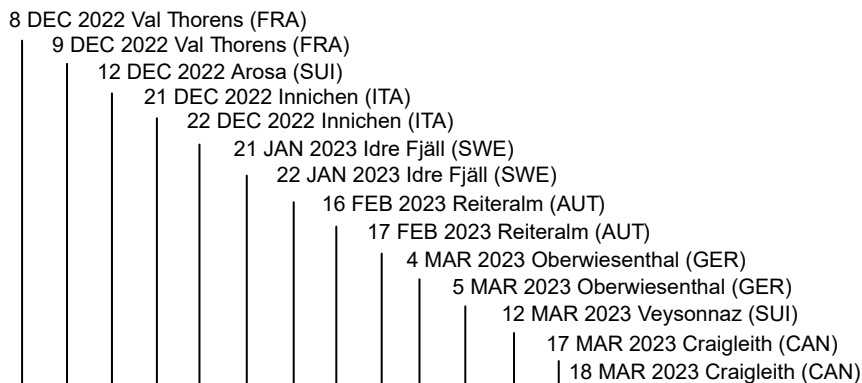 8 DEC 2022 Val Thorens (FRA)
9 DEC 2022 Val Thorens (FRA)
12 DEC 2022 Arosa (SUI)
21 DEC 2022 Innichen (ITA)
22 DEC 2022 Innichen (ITA)
21 JAN 2023 Idre Fjäll (SWE)
22 JAN 2023 Idre Fjäll (SWE)
16 FEB 2023 Reiteralm (AUT)
17 FEB 2023 Reiteralm (AUT)
4 MAR 2023 Oberwiesenthal (GER)
5 MAR 2023 Oberwiesenthal (GER)
12 MAR 2023 Veysonnaz (SUI)
17 MAR 2023 Craigleith (CAN)
18 MAR 2023 Craigleith (CAN)